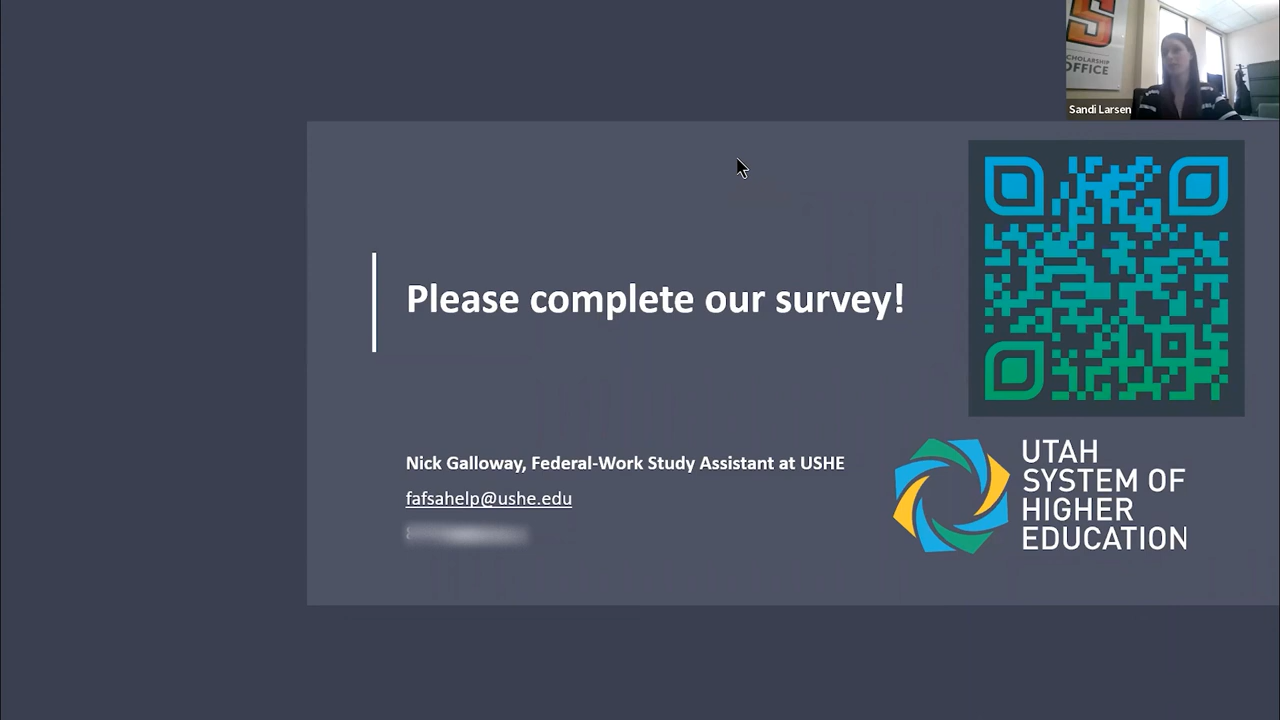 S
SCHOLARSHIP
OFFICE
Sandi Larsen
Please complete our survey!
Nick Galloway, Federal-Work Study Assistant at USHE
fafsahelp@ushe.edu
UTAH
SYSTEM OF
HIGHER
EDUCATION